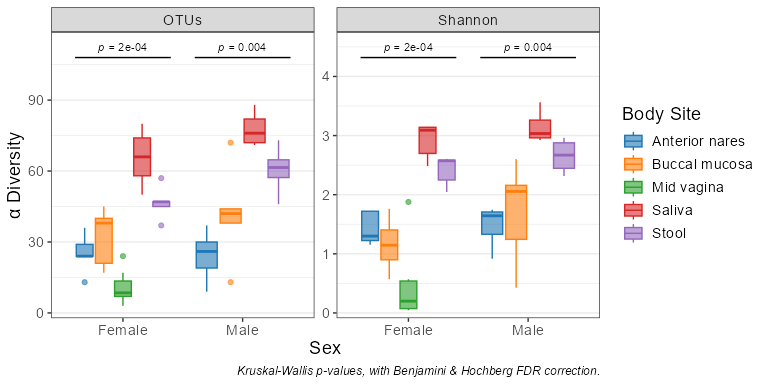 OTUs
Shannon
p = 2e-04
p = 0.004
p = 2e-04
p = 0.004
α Diversity
90
60
30
0
4
3
2
1
0
Female
Male
Female
Male
Sex
Body Site
Anterior nares
Buccal mucosa
Mid vagina
Saliva
Stool
Kruskal-Wallis p-values, with Benjamini & Hochberg FDR correction.